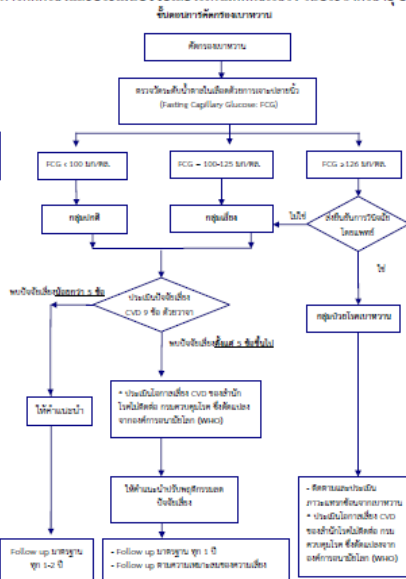 ขั้นตอนการคัดกรองเบาหวาน
คัดกรองเบาหวาน
ตรวจวัดระดับน้ำตาลในเลือดด้วยการเจาะปลายนิ้ว
(Fasting Capillary Glucose: FCG)
FCG < 100 มก/ดล.
FCG = 100-125 มก/ดล.
FCG ≥126 มก/ดล.
กลุ่มปกติ
กลุ่มเสี่ยง
ไม่ใช่
ส่งยืนยันการวินิจฉัย
โดยแพทย์
ใช่
พบปัจจัยเสี่ยงน้อยกว่า 5 ข้อ
ประเมินปัจจัยเสี่ยง
CVD 9 ข้อ ด้วยวาจา
กลุ่มป่วยโรคเบาหวาน
พบปัจจัยเสี่ยงตั้งแต่ 5 ข้อขึ้นไป
ให้คำแนะนำ
* ประเมินโอกาสเสี่ยง CVD ของสำนัก
โรคไม่ติดต่อ กรมควบคุมโรค ซึ่งดัดแปลง
จากองค์การอนามัยโลก (WHO)
ให้คำแนะนำปรับพฤติกรรมลด
ปัจจัยเสี่ยง
- ติดตามและประเมิน
ภาวะแทรกซ้อนจากเบาหวาน
* ประเมินโอกาสเสี่ยง CVD
ของสำนักโรคไม่ติดต่อ กรม
ควบคุมโรค ซึ่งดัดแปลงจาก
องค์การอนามัยโลก (WHO)
Follow up มาตรฐาน
ทุก 1-2 ปี
- Follow up มาตรฐาน ทุก 1 ปี
- Follow up ตามความเหมาะสมของความเสี่ยง